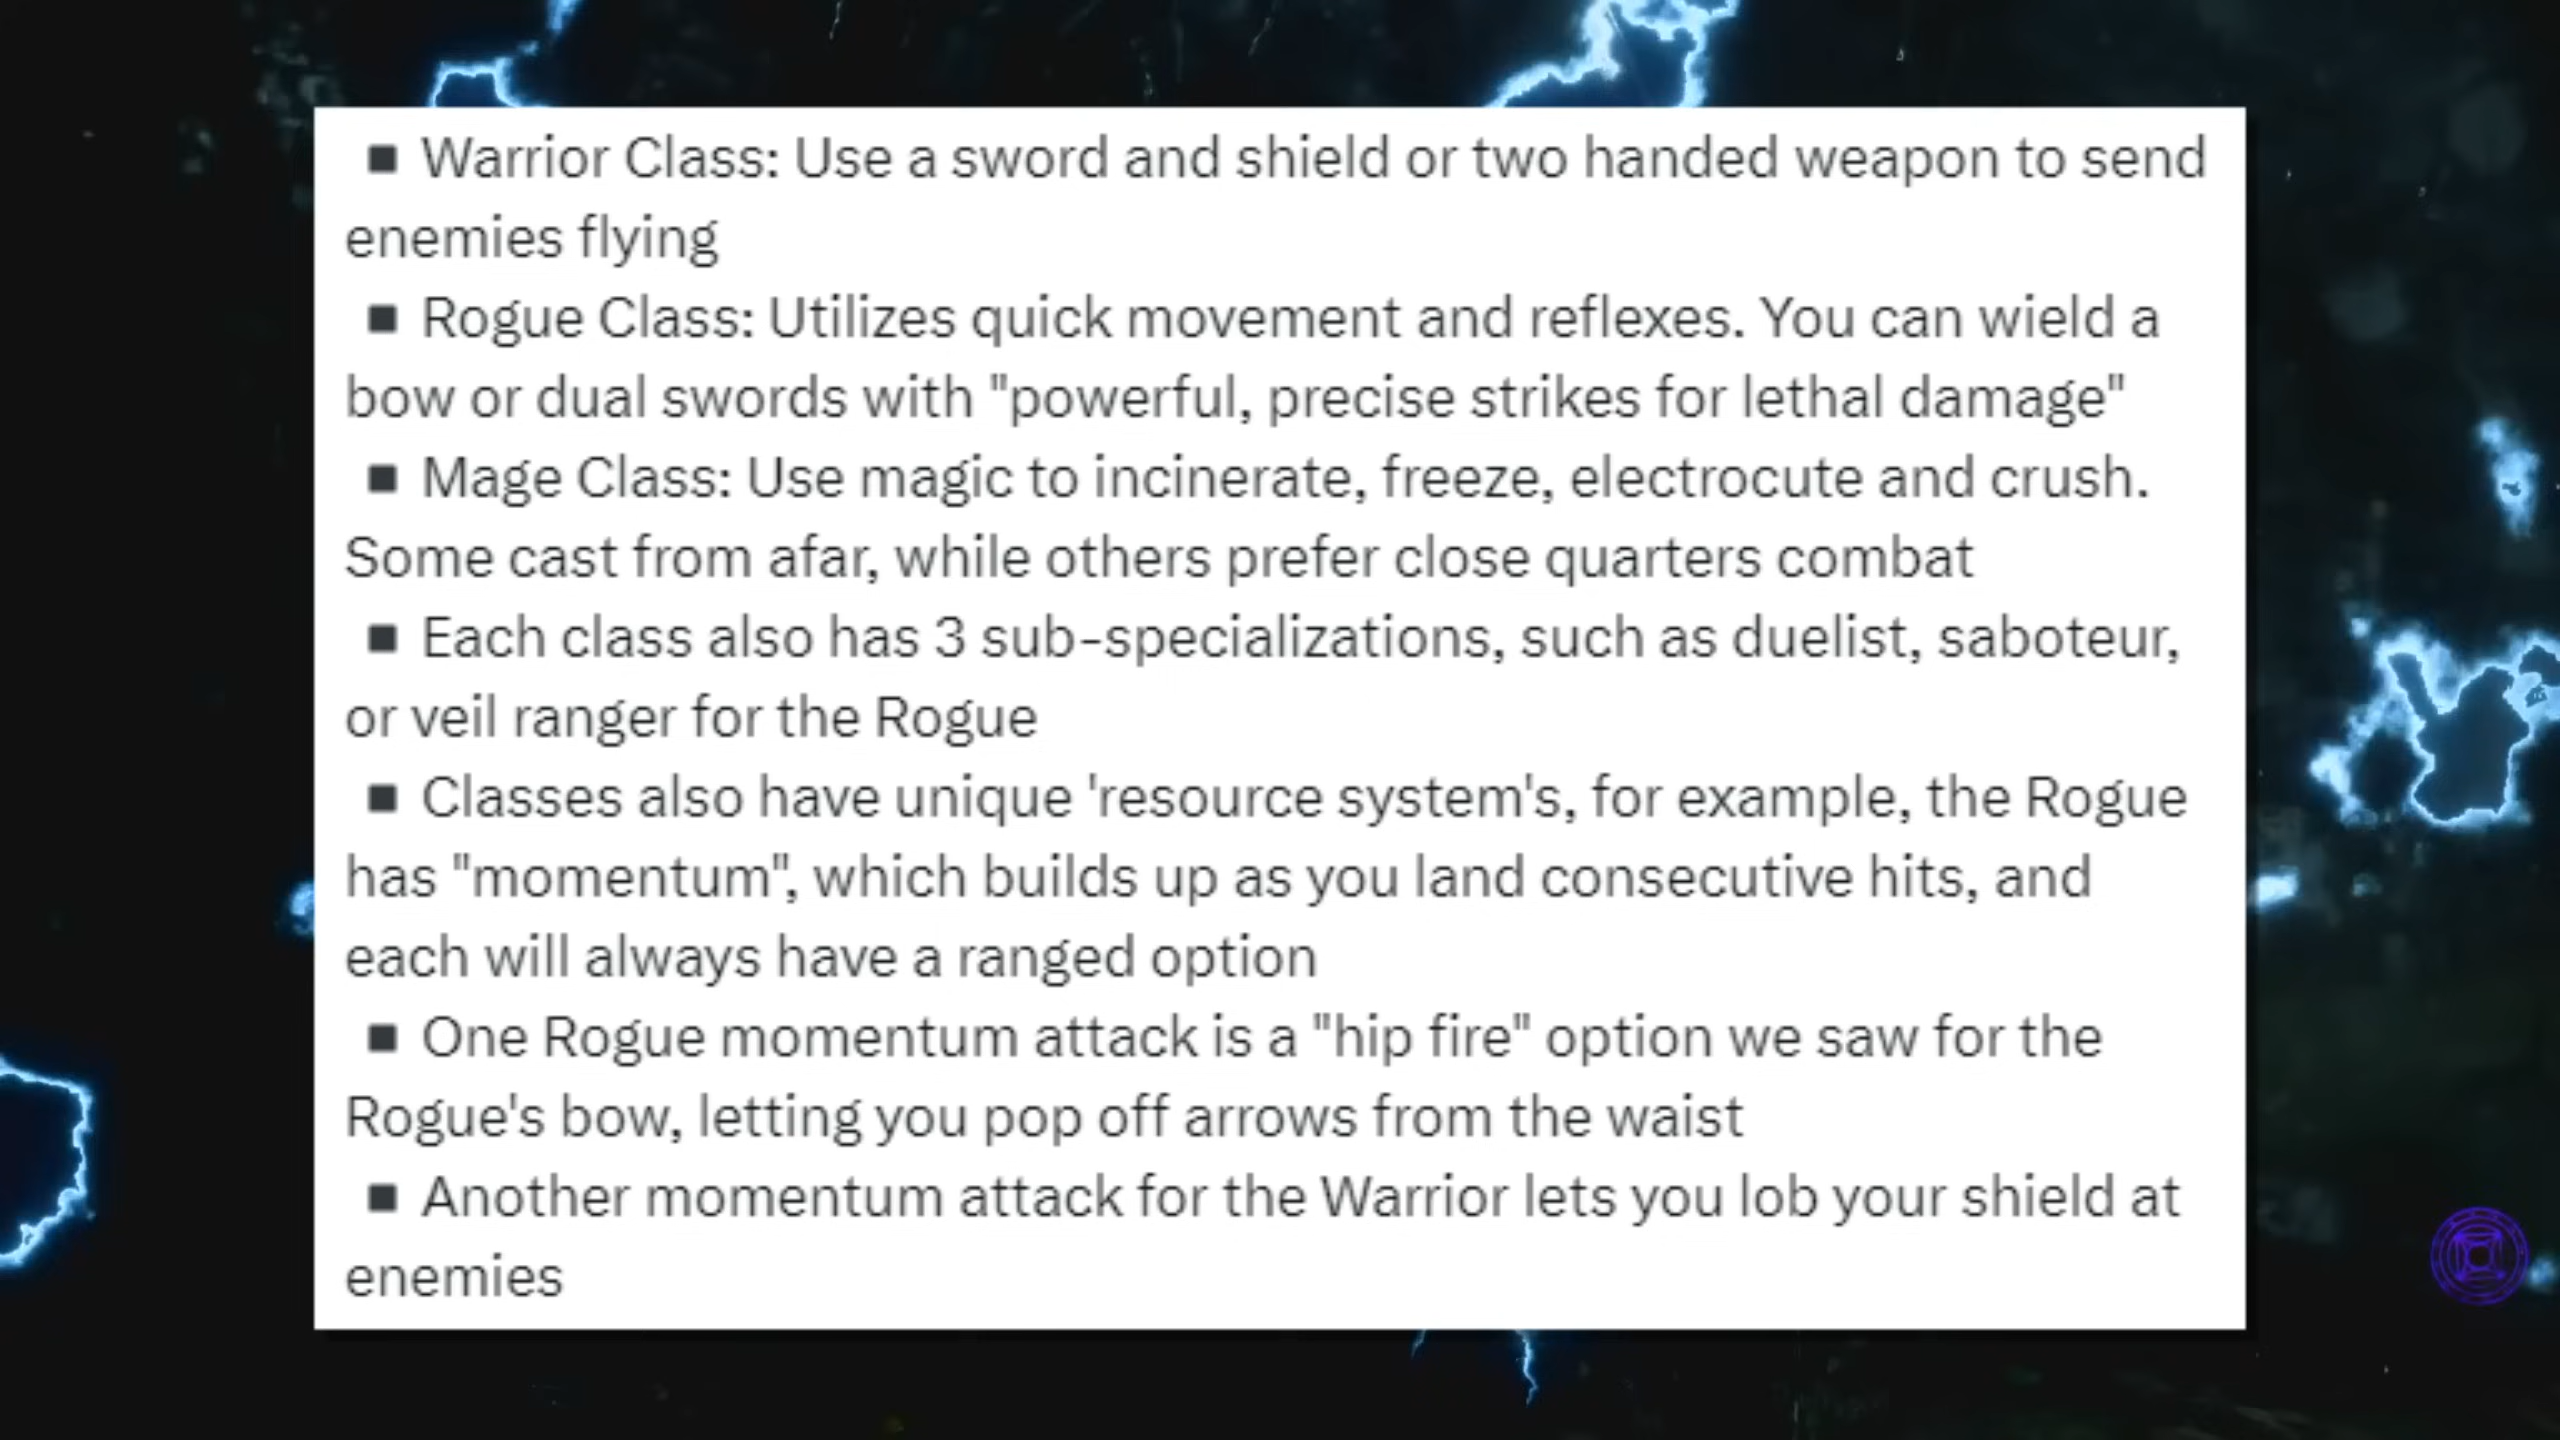 ▪ Warrior Class: Use a sword and shield or two handed weapon to send
enemies flying
▪ Rogue Class: Utilizes quick movement and reflexes. You can wield a
bow or dual swords with "powerful, precise strikes for lethal damage"
▪ Mage Class: Use magic to incinerate, freeze, electrocute and crush.
Some cast from afar, while others prefer close quarters combat
▪ Each class also has 3 sub-specializations, such as duelist, saboteur,
or veil ranger for the Rogue
▪ Classes also have unique 'resource system's, for example, the Rogue
has "momentum", which builds up as you land consecutive hits, and
each will always have a ranged option
▪ One Rogue momentum attack is a "hip fire" option we saw for the
Rogue's bow, letting you pop off arrows from the waist
▪ Another momentum attack for the Warrior lets you lob your shield at
enemies